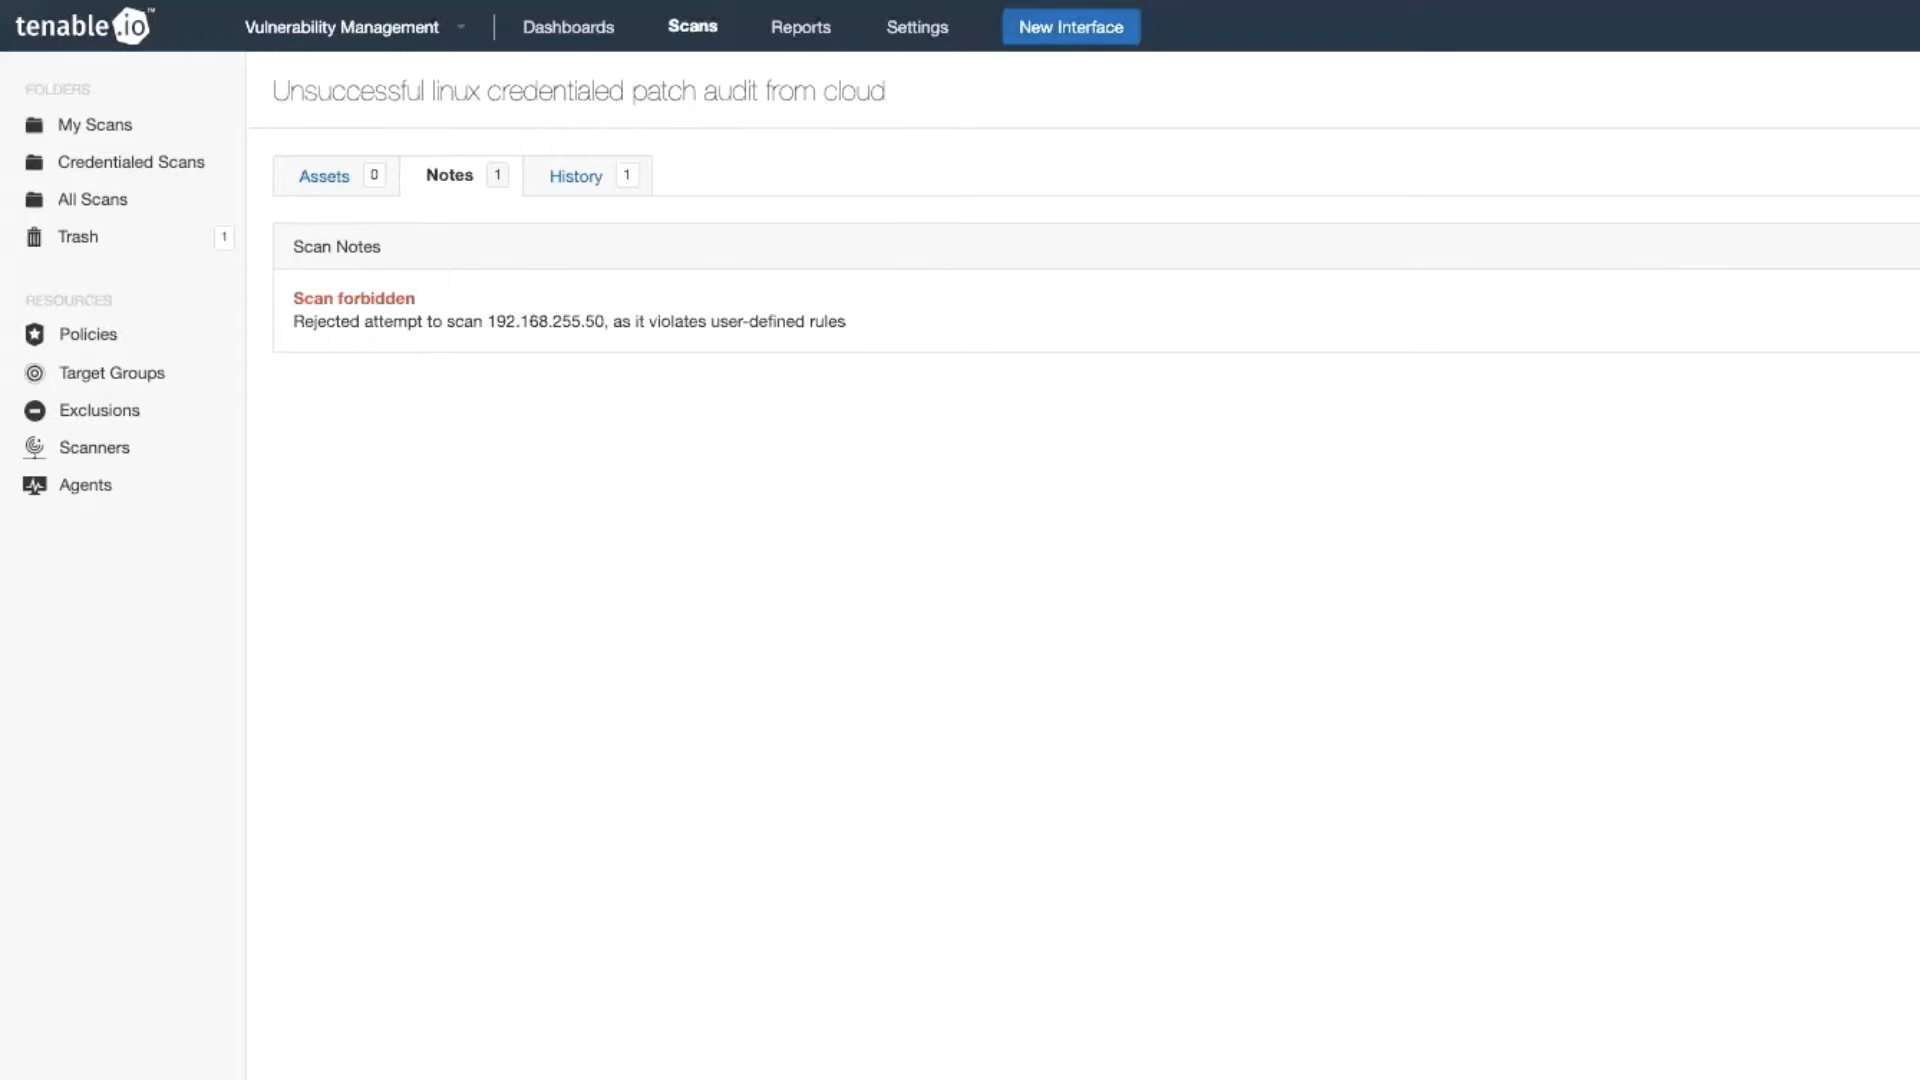 tenable.io™
Vulnerability Management
Dashboards
Scans
Reports
Settings
New Interface
FOLDERS
My Scans
Credentialed Scans
All Scans
Trash 1
RESOURCES
Policies
Target Groups
Exclusions
Scanners
Agents
Unsuccessful linux credentialed patch audit from cloud
Assets 0
Notes 1
History 1
Scan Notes
Scan forbidden
Rejected attempt to scan 192.168.255.50, as it violates user-defined rules